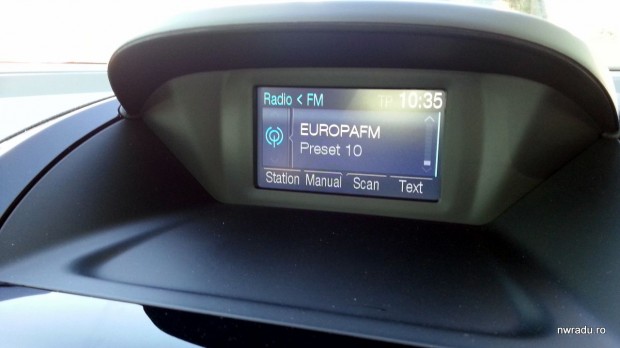 Radio < FM TP 10:35
EUROPAFM
Preset 10
Station Manual Scan Text
nwradu.ro